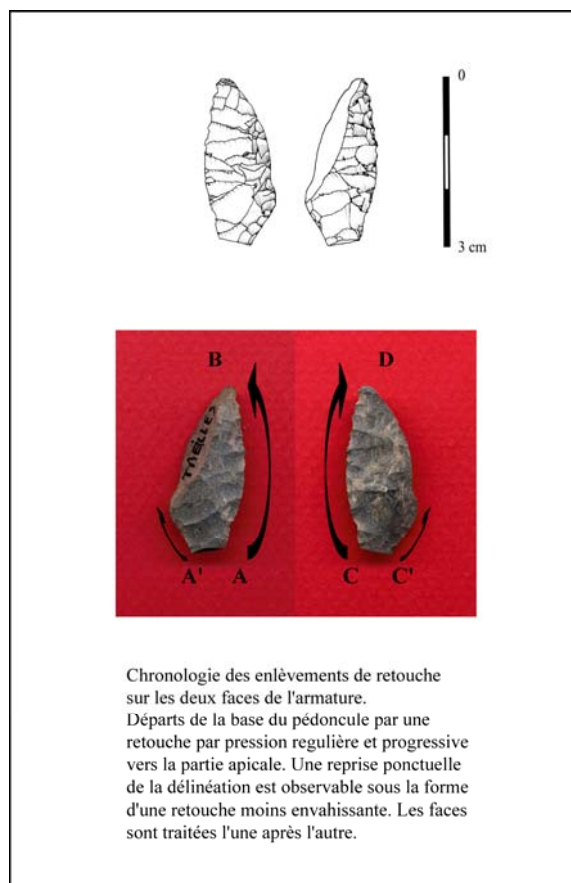 0
3 cm
B
D
TAEILLES
A'
A
C
C'
Chronologie des enlèvements de retouche
sur les deux faces de l'armature.
Départs de la base du pédoncule par une
retouche par pression regulière et progressive
vers la partie apicale. Une reprise ponctuelle
de la délinéation est observable sous la forme
d'une retouche moins envahissante. Les faces
sont traitées l'une après l'autre.